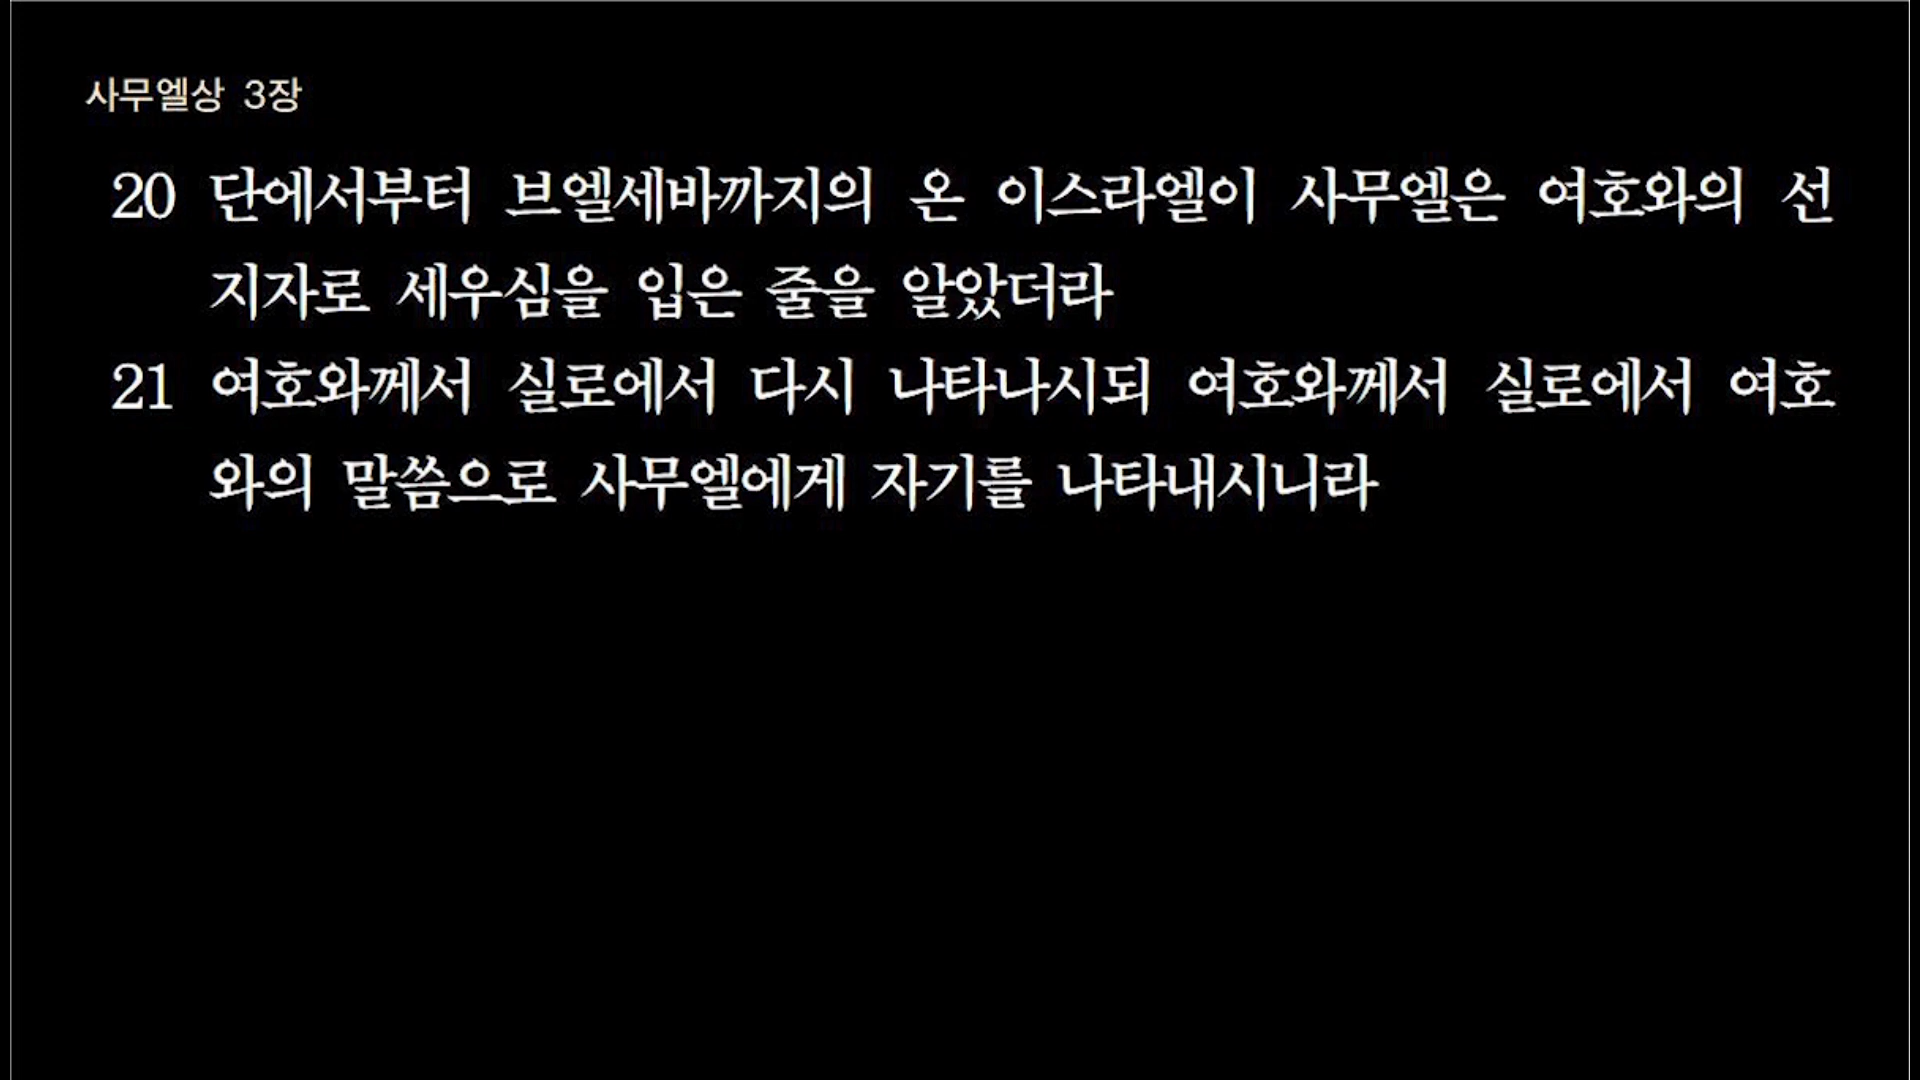 사무엘상 3장
20 단에서부터 브엘세바까지의 온 이스라엘이 사무엘은 여호와의 선
지자로 세우심을 입은 줄을 알았더라
21 여호와께서 실로에서 다시 나타나시되 여호와께서 실로에서 여호
와의 말씀으로 사무엘에게 자기를 나타내시니라